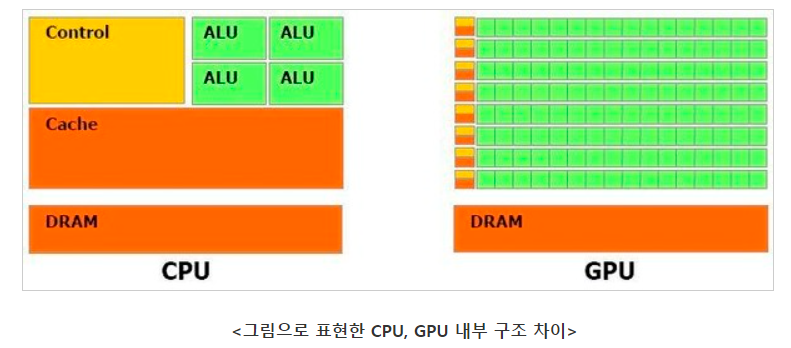 Control
ALU ALU
ALU ALU
Cache
DRAM
CPU
DRAM
GPU
<그림으로 표현한 CPU, GPU 내부 구조 차이>